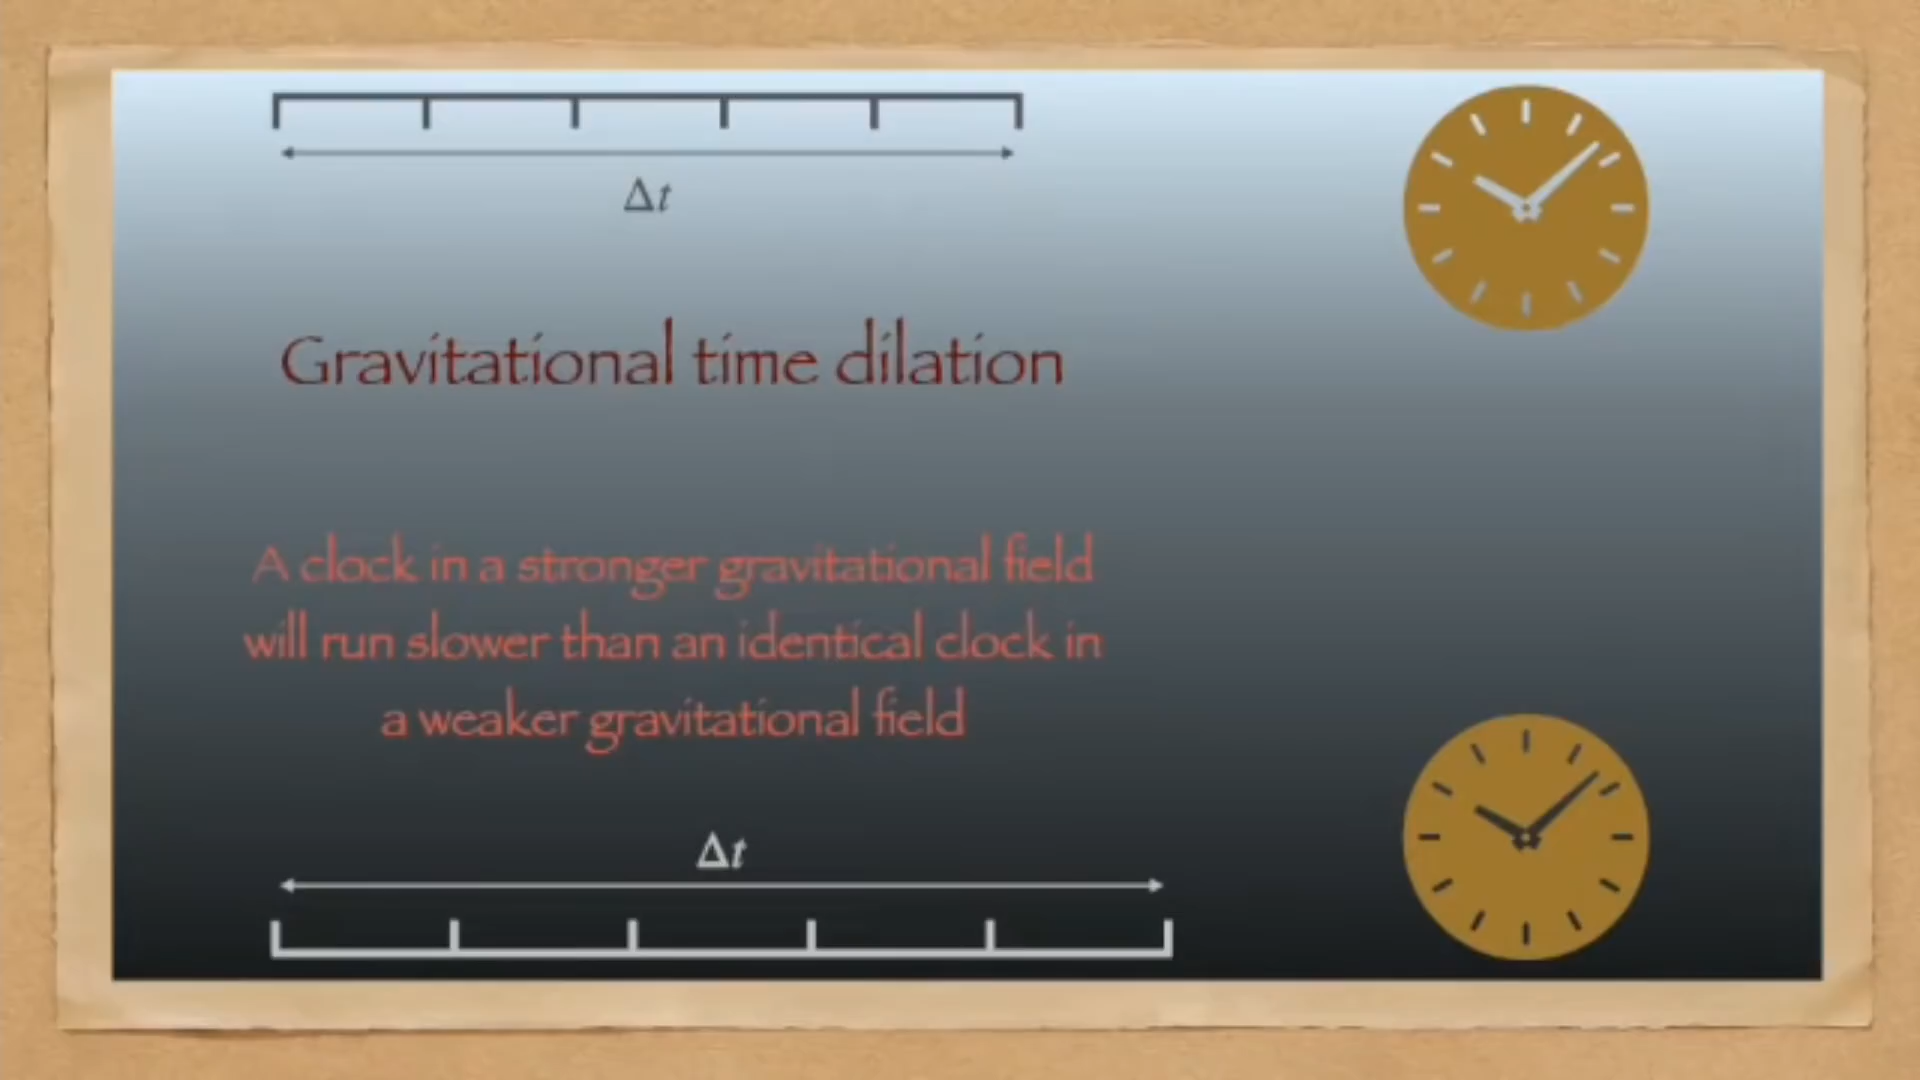 Δt
Gravitational time dilation
A clock in a stronger gravitational field
will run slower than an identical clock in
a weaker gravitational field
Δt